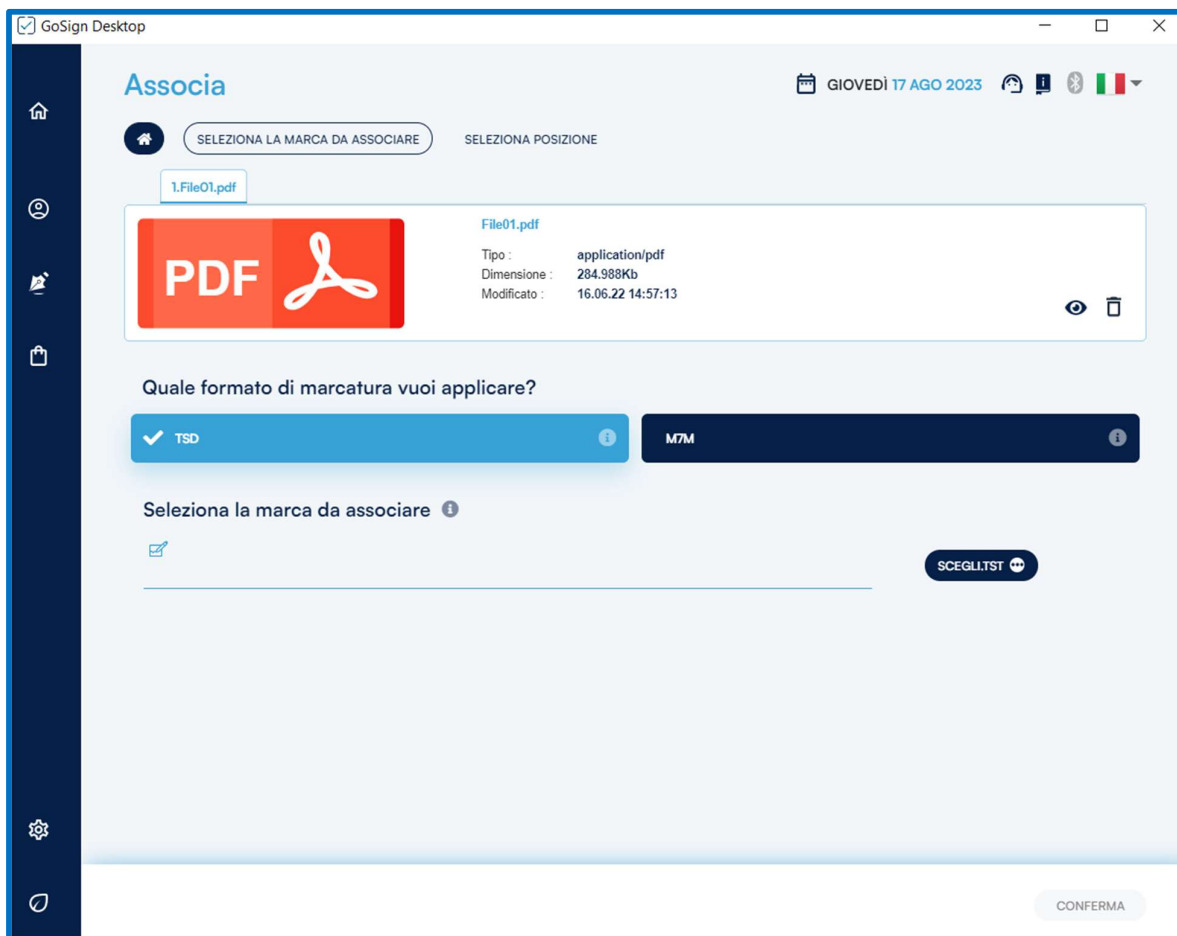 GoSign Desktop
Associa
GIOVEDÌ 17 AGO 2023
SELEZIONA LA MARCA DA ASSOCIARE
SELEZIONA POSIZIONE
1.File01.pdf
PDF
File01.pdf
Tipo : application/pdf
Dimensione : 284.988Kb
Modificato : 16.06.22 14:57:13
Quale formato di marcatura vuoi applicare?
TSD
M7M
Seleziona la marca da associare
SCEGLI.TST
CONFERMA